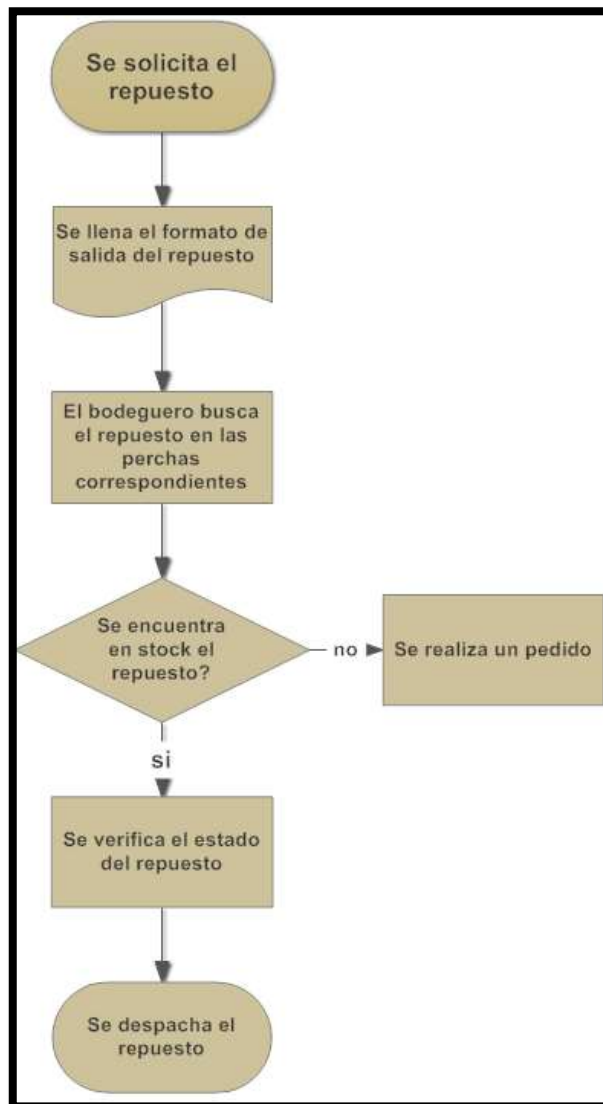 Se solicita el
repuesto
Se llena el formato de
salida del repuesto
El bodeguero busca
el repuesto en las
perchas
correspondientes
Se encuentra
en stock el
repuesto?
no
Se realiza un pedido
si
Se verifica el estado
del repuesto
Se despacha el
repuesto